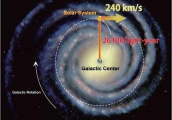 240 km/s
Solar System
Galactic Center
Galactic Rotation